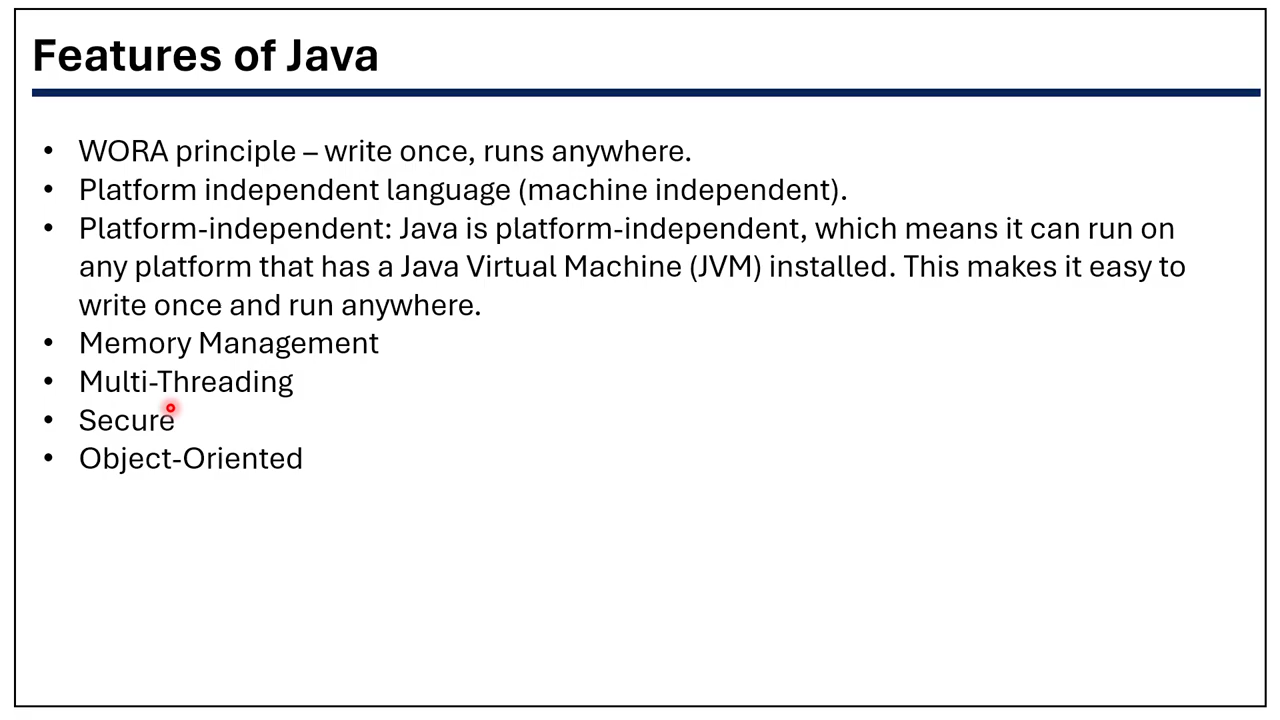 Features of Java
• WORA principle – write once, runs anywhere.
• Platform independent language (machine independent).
• Platform-independent: Java is platform-independent, which means it can run on
any platform that has a Java Virtual Machine (JVM) installed. This makes it easy to
write once and run anywhere.
• Memory Management
• Multi-Threading
• Secure
• Object-Oriented